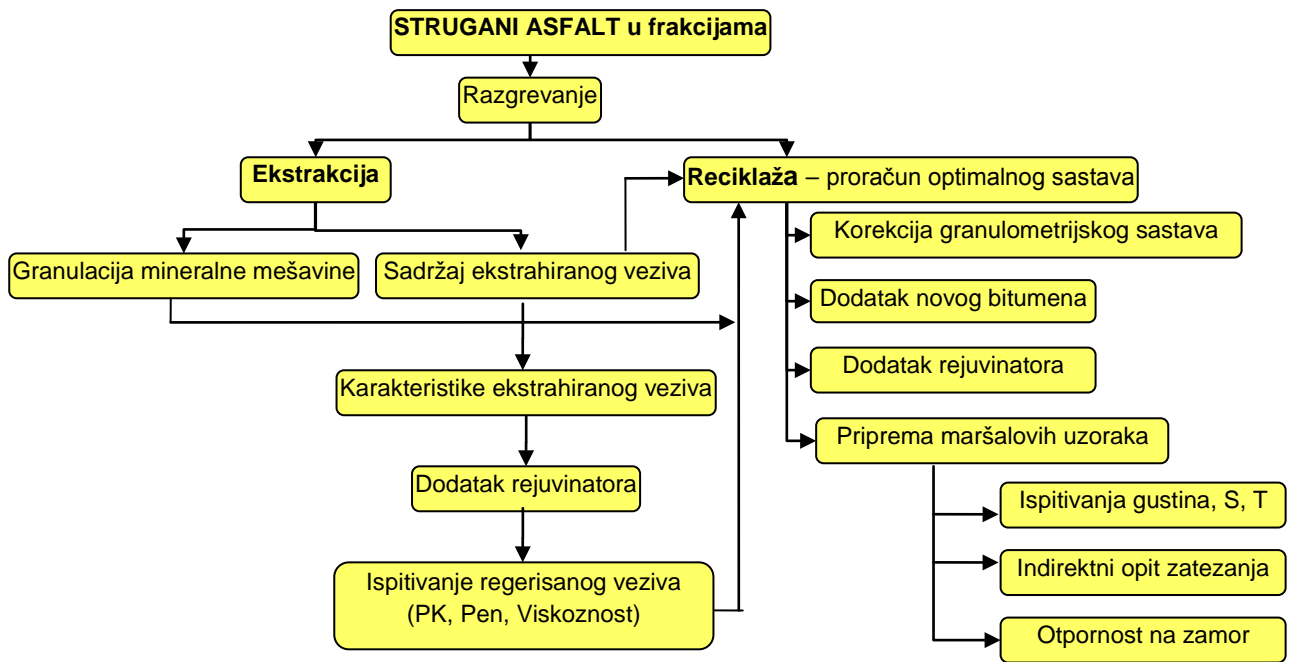 STRUGANI ASFALT u frakcijama
Razgrevanje
Ekstrakcija
Reciklaža – proračun optimalnog sastava
Korekcija granulometrijskog sastava
Granulacija mineralne mešavine
Sadržaj ekstrahiranog veziva
Dodatak novog bitumena
Dodatak rejuvinatora
Karakteristike ekstrahiranog veziva
Priprema maršalovih uzoraka
Dodatak rejuvinatora
Ispitivanja gustina, S, T
Ispitivanje regerisanog veziva
(PK, Pen, Viskoznost)
Indirektni opit zatezanja
Otpornost na zamor